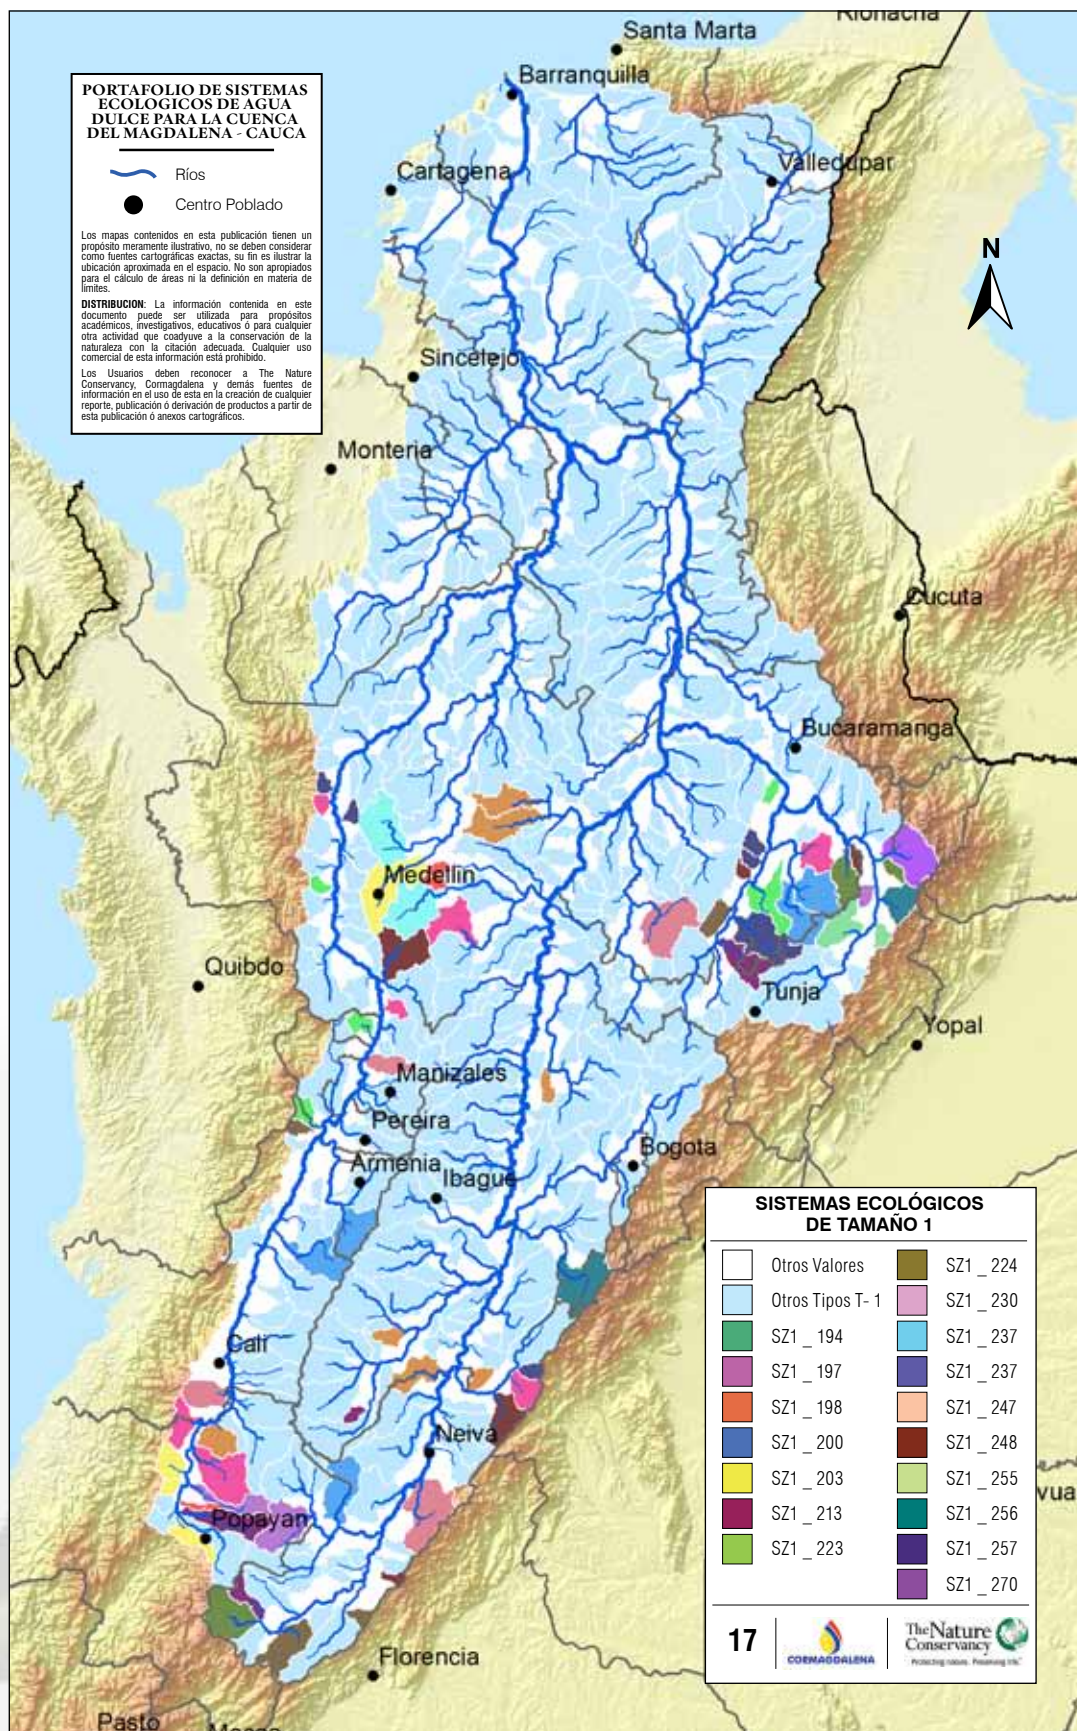 Riohacha
Santa Marta
Barranquilla
PORTAFOLIO DE SISTEMAS
ECOLOGICOS DE AGUA
DULCE PARA LA CUENCA
DEL MAGDALENA - CAUCA
Ríos
Centro Poblado
Los mapas contenidos en esta publicación tienen un
propósito meramente ilustrativo, no se deben considerar
como fuentes cartográficas exactas, su fin es ilustrar la
ubicación aproximada en el espacio. No son apropiados
para el cálculo de áreas ni la definición en materia de
límites.
DISTRIBUCION: La información contenida en este
documento puede ser utilizada para propósitos
académicos, investigativos, educativos ó para cualquier
otra actividad que coadyuve a la conservación de la
naturaleza con la citación adecuada. Cualquier uso
comercial de esta información está prohibido.
Los Usuarios deben reconocer a The Nature
Conservancy, Cormagdalena y demás fuentes de
información en el uso de esta en la creación de cualquier
reporte, publicación ó derivación de productos a partir de
esta publicación ó anexos cartográficos.
Cartagena
Valledupar
N
Sincelejo
Monteria
Cucuta
Bucaramanga
Medellin
Quibdo
Tunja
Yopal
Manizales
Pereira
Armenia
Ibague
Bogota
Cali
Neiva
Popayan
Florencia
Pasto
SISTEMAS ECOLÓGICOS
DE TAMAÑO 1
Otros Valores
Otros Tipos T- 1
SZ1 _ 194
SZ1 _ 197
SZ1 _ 198
SZ1 _ 200
SZ1 _ 203
SZ1 _ 213
SZ1 _ 223
SZ1 _ 224
SZ1 _ 230
SZ1 _ 237
SZ1 _ 237
SZ1 _ 247
SZ1 _ 248
SZ1 _ 255
SZ1 _ 256
SZ1 _ 257
SZ1 _ 270
vua
17
CORMAGDALENA
The Nature
Conservancy
Protecting nature. Preserving life.